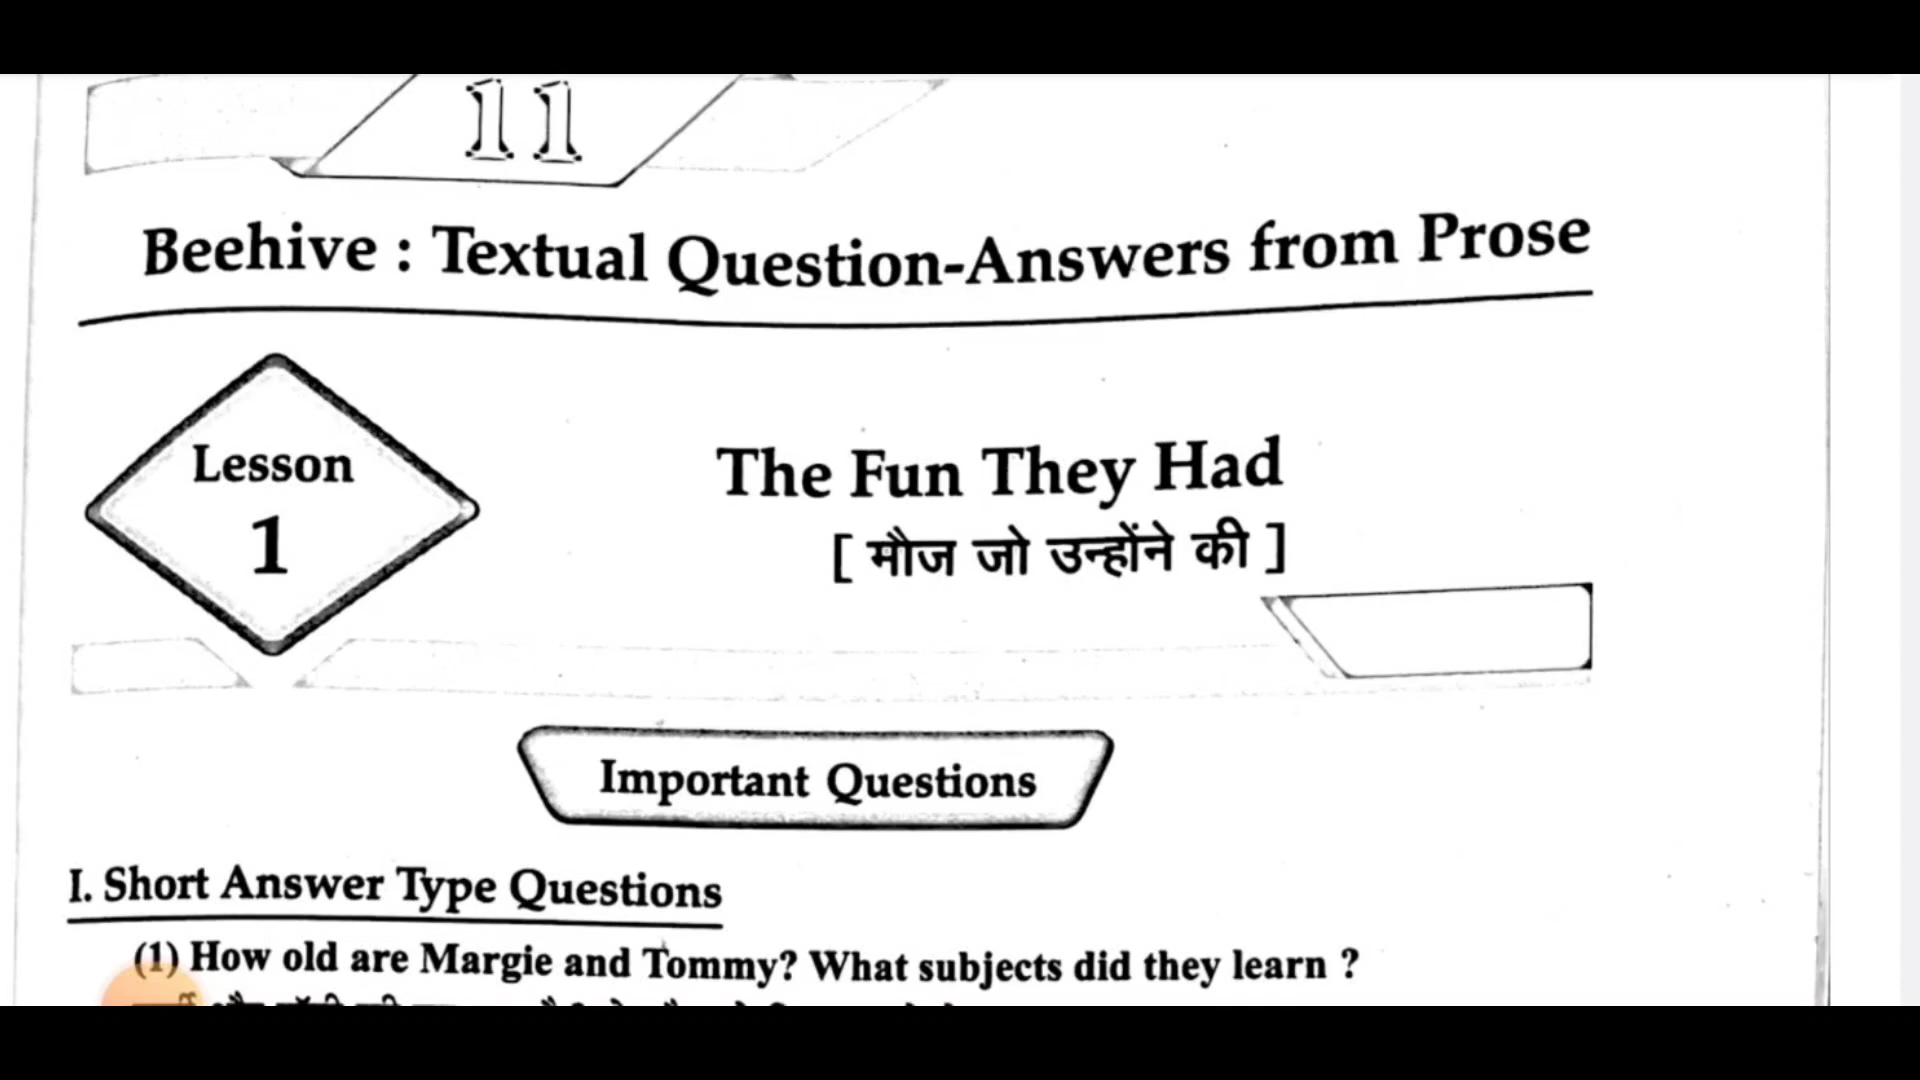 11
Beehive : Textual Question-Answers from Prose
Lesson
1
The Fun They Had
[ मौज जो उन्होंने की ]
Important Questions
I. Short Answer Type Questions
(1) How old are Margie and Tommy? What subjects did they learn ?